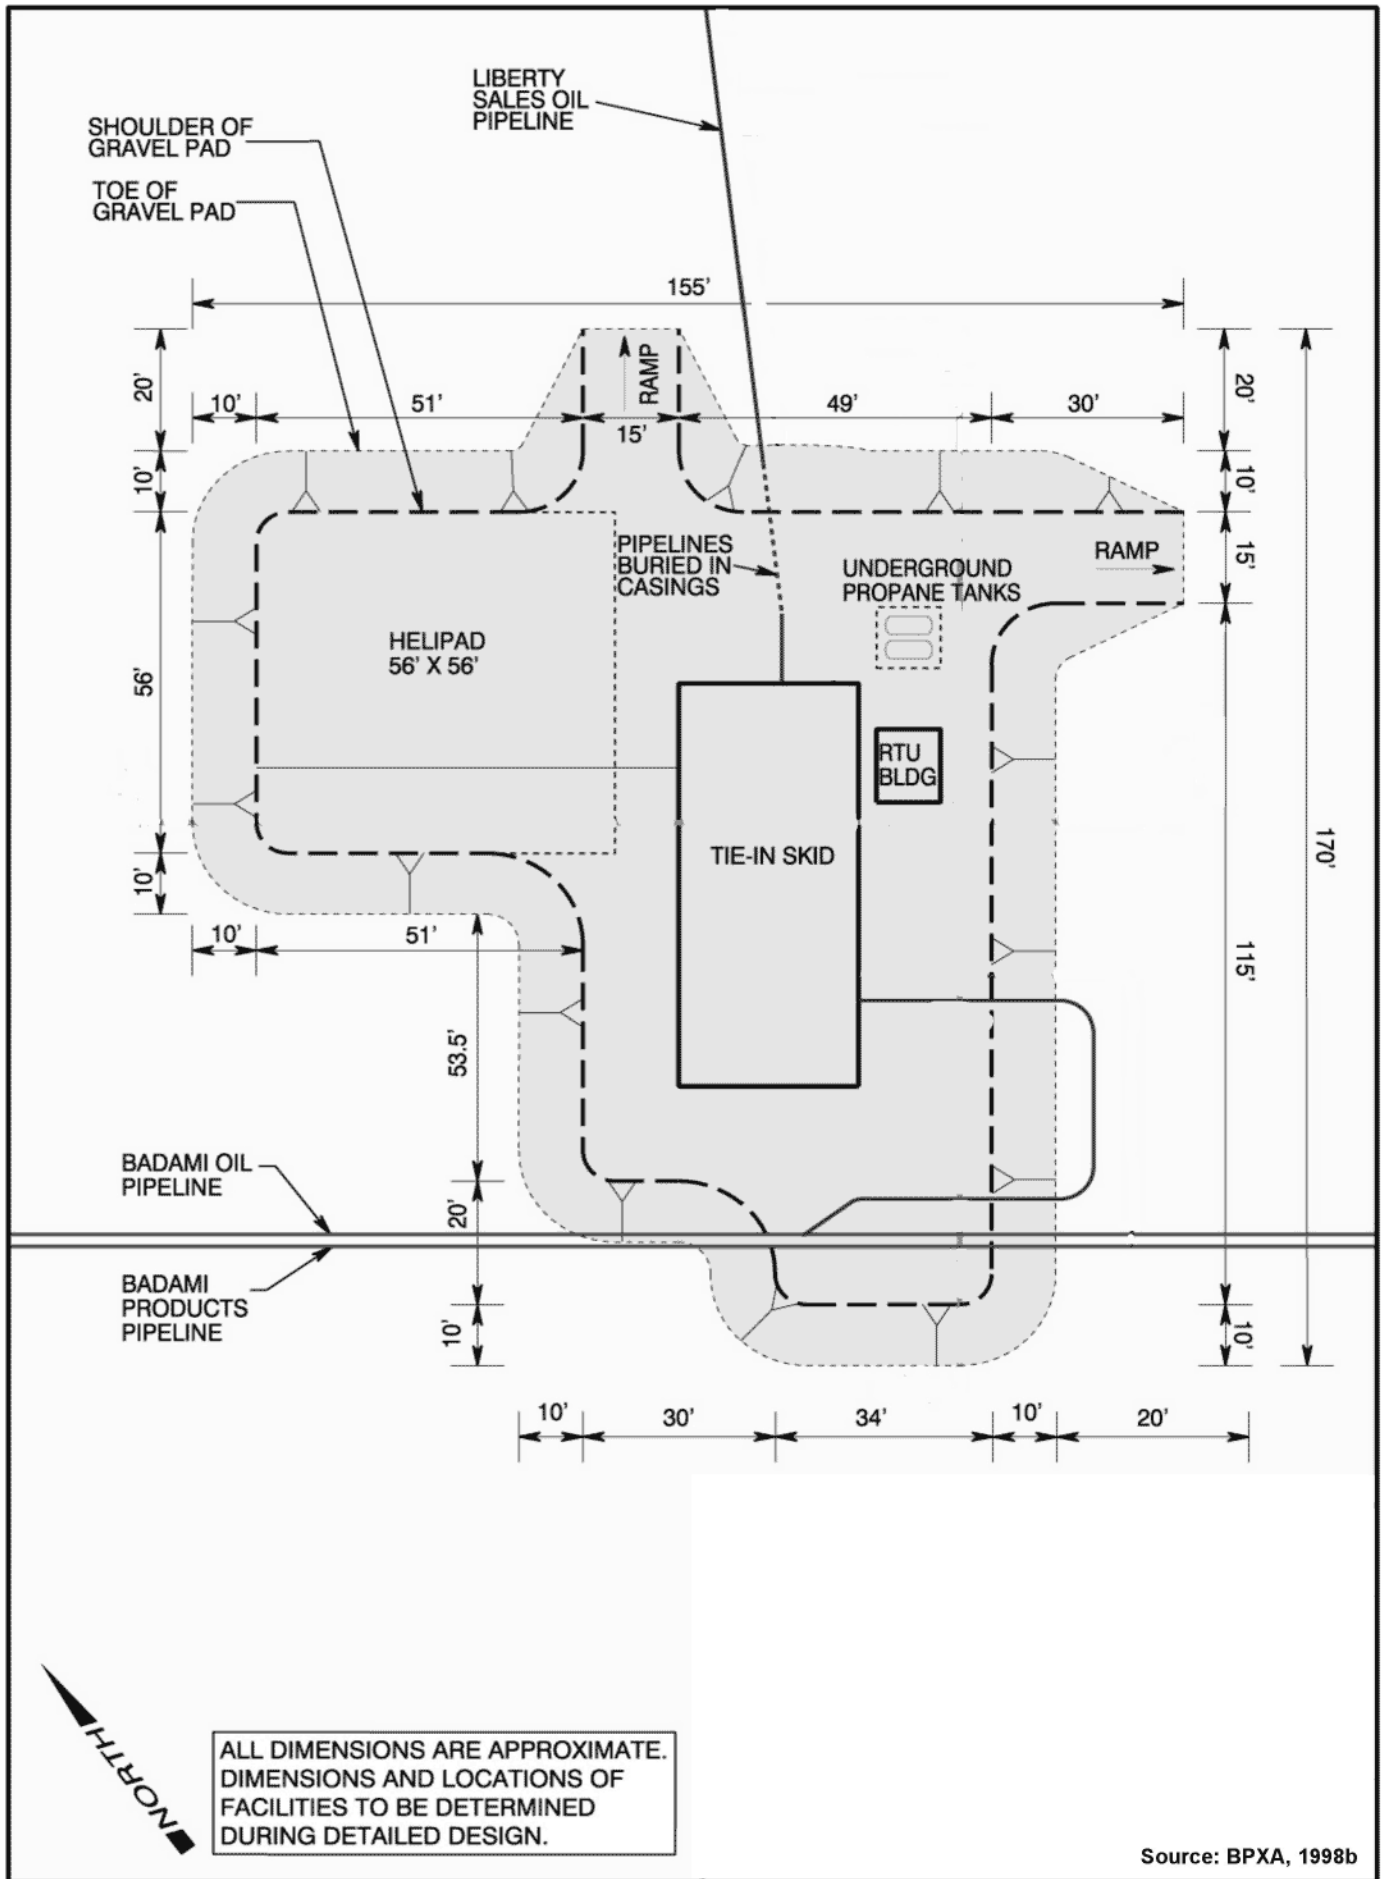 LIBERTY
SALES OIL
PIPELINE
SHOULDER OF
GRAVEL PAD
TOE OF
GRAVEL PAD
155'
20'
10'
51'
15'
RAMP
49'
30'
20'
10'
10'
56'
10'
15'
RAMP
PIPELINES
BURIED IN
CASINGS
UNDERGROUND
PROPANE TANKS
HELIPAD
56' X 56'
RTU
BLDG
TIE-IN SKID
170'
10'
51'
115'
53.5'
BADAMI OIL
PIPELINE
20'
BADAMI
PRODUCTS
PIPELINE
10'
10'
10'
30'
34'
10'
20'
NORTH
ALL DIMENSIONS ARE APPROXIMATE.
DIMENSIONS AND LOCATIONS OF
FACILITIES TO BE DETERMINED
DURING DETAILED DESIGN.
Source: BPXA, 1998b